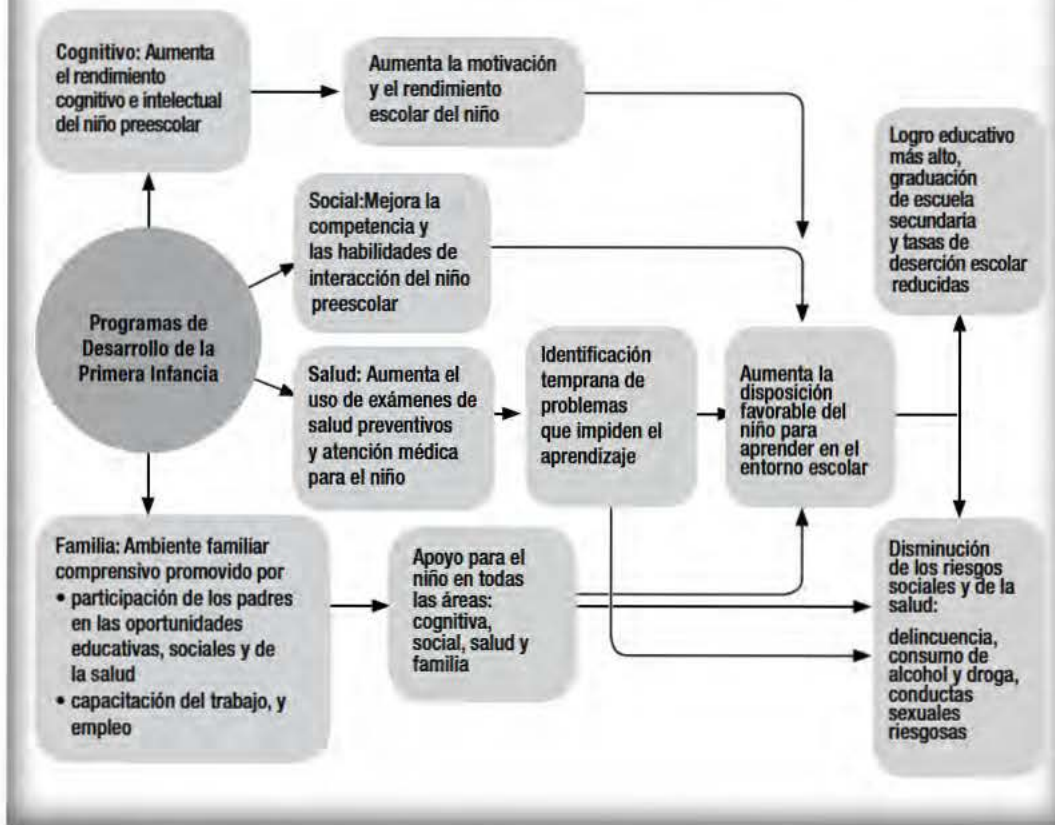 Cognitivo: Aumenta
el rendimiento
cognitivo e intelectual
del niño preescolar
Aumenta la motivación
y el rendimiento
escolar del niño
Logro educativo
más alto,
graduación
de escuela
secundaria
y tasas de
deserción escolar
reducidas
Social:Mejora la
competencia y
las habilidades de
interacción del niño
preescolar
Programas de
Desarrollo de la
Primera Infancia
Salud: Aumenta el
uso de exámenes de
salud preventivos
y atención médica
para el niño
Identificación
temprana de
problemas
que impiden el
aprendizaje
Aumenta la
disposición
favorable del
niño para
aprender en el
entorno escolar
Familia: Ambiente familiar
comprensivo promovido por
• participación de los padres
en las oportunidades
educativas, sociales y de
la salud
• capacitación del trabajo, y
empleo
Apoyo para el
niño en todas
las áreas:
cognitiva,
social, salud y
familia
Disminución
de los riesgos
sociales y de la
salud:
delincuencia,
consumo de
alcohol y droga,
conductas
sexuales
riesgosas